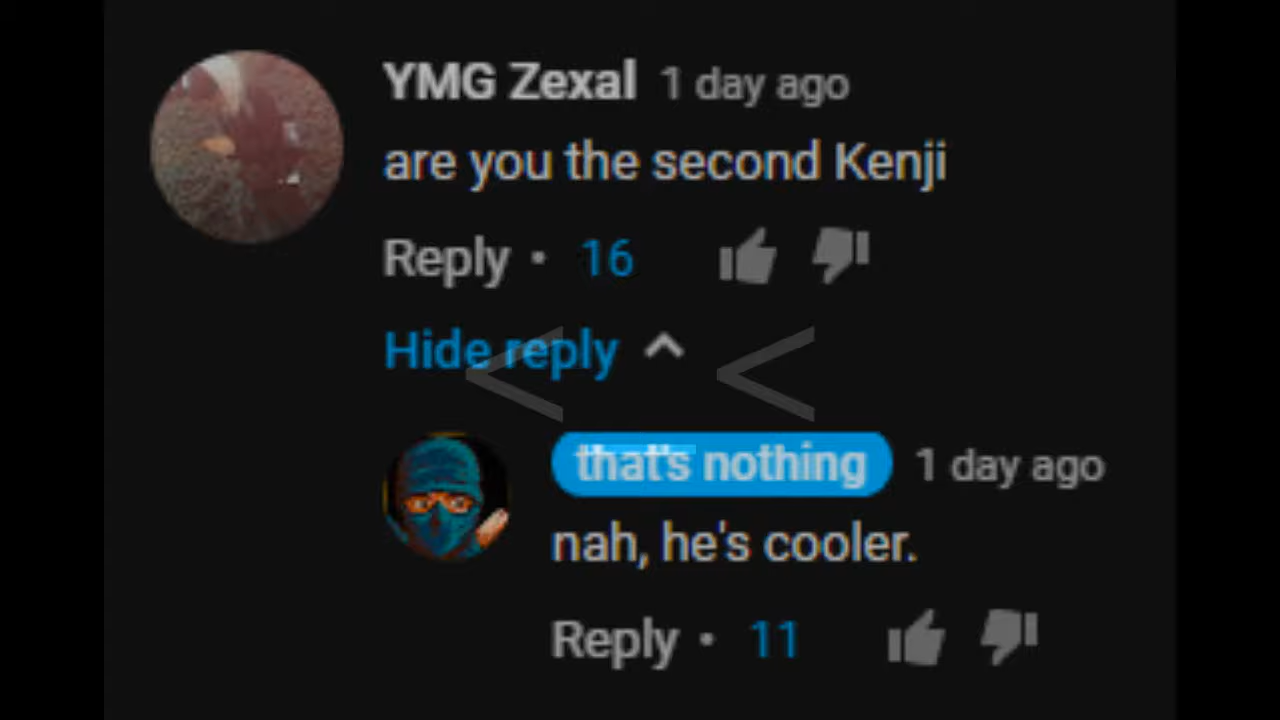 YMG Zexal 1 day ago
are you the second Kenji
Reply • 16
Hide reply
< <
that's nothing 1 day ago
nah, he's cooler.
Reply • 11